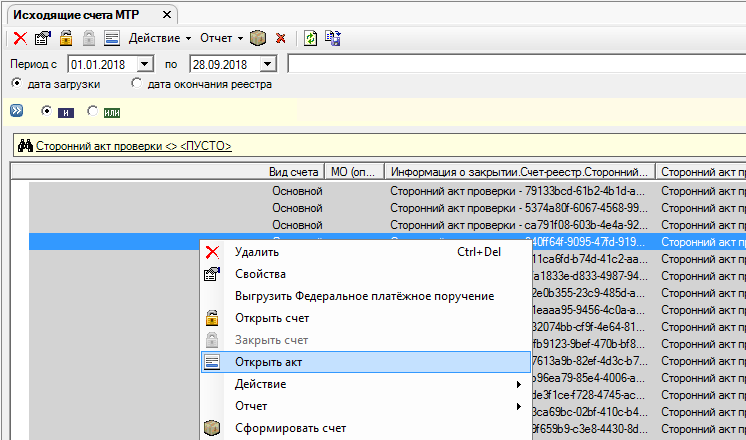 Исходящие счета МТР
Действие Отчет
Период с 01.01.2018 по 28.09.2018
дата загрузки дата окончания реестра
и или
Сторонний акт проверки <> <ПУСТО>
Вид счета МО (оп... Информация о закрытии.Счет-реестр.Сторонний... Сторонний акт пр
Основной Сторонний акт проверки - 79133bcd-61b2-4b1d-a... Сторонний акт пр
Основной Сторонний акт проверки - 5374a80f-6067-4568-99... Сторонний акт пр
Основной Сторонний акт проверки - ca791f08-603b-4e4a-92... Сторонний акт пр
40ff64f-9095-47fd-919... Сторонний акт пр
Удалить Ctrl+Del
11ca6fd-b74d-41c2-aa... Сторонний акт пр
Свойства
a1833e-d833-4987-94... Сторонний акт пр
Выгрузить Федеральное платёжное поручение
2e0b355-23c9-485d-a... Сторонний акт пр
Открыть счет
1eaaa95-9456-4c0a-a... Сторонний акт пр
Закрыть счет
32074bb-cf9f-4e64-81... Сторонний акт пр
fb9123-9bef-470b-bf8... Сторонний акт пр
Открыть акт
7613a9b-82ef-4d3c-b7... Сторонний акт пр
Действие
b96ea79-85e4-4006-a... Сторонний акт пр
de3f1ce-f728-4745-ac... Сторонний акт пр
Отчет
3ca69bc-02bf-410c-b4... Сторонний акт пр
Сформировать счет
9f659b9-c3e8-4430-8d... Сторонний акт пр